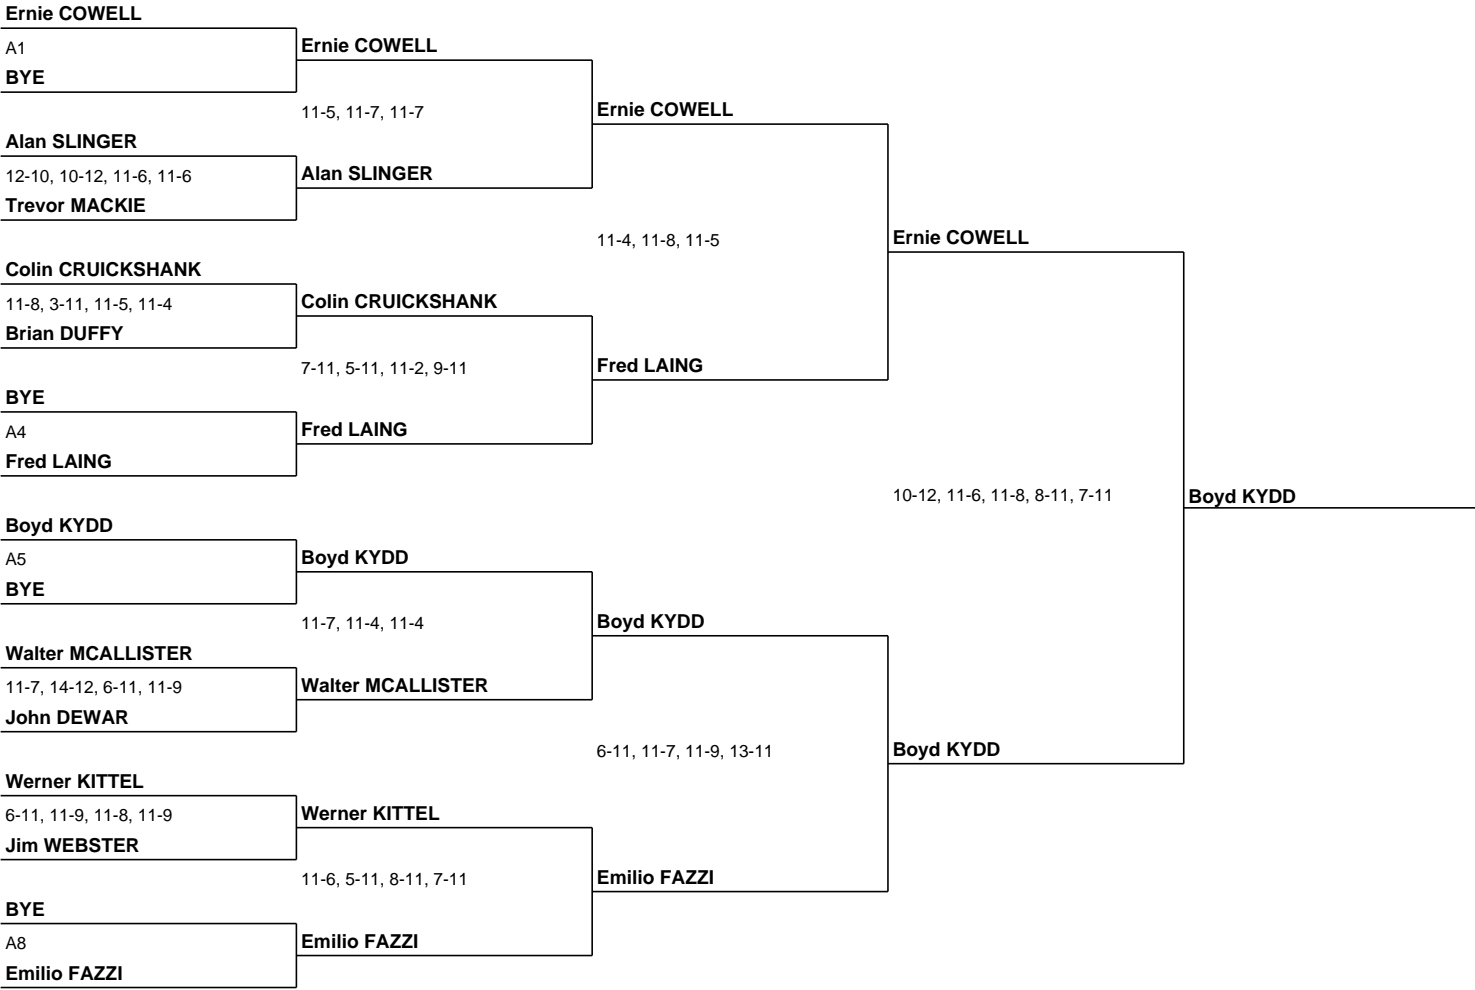 Ernie COWELL
A1
BYE
Alan SLINGER
12-10, 10-12, 11-6, 11-6
Trevor MACKIE
Colin CRUICKSHANK
11-8, 3-11, 11-5, 11-4
Brian DUFFY
BYE
A4
Fred LAING
Boyd KYDD
A5
BYE
Walter MCALLISTER
11-7, 14-12, 6-11, 11-9
John DEWAR
Werner KITTEL
6-11, 11-9, 11-8, 11-9
Jim WEBSTER
BYE
A8
Emilio FAZZI
Ernie COWELL
11-5, 11-7, 11-7
Alan SLINGER
Colin CRUICKSHANK
7-11, 5-11, 11-2, 9-11
Fred LAING
Boyd KYDD
11-7, 11-4, 11-4
Walter MCALLISTER
Werner KITTEL
11-6, 5-11, 8-11, 7-11
Emilio FAZZI
Ernie COWELL
11-4, 11-8, 11-5
Fred LAING
Boyd KYDD
6-11, 11-7, 11-9, 13-11
Emilio FAZZI
Ernie COWELL
10-12, 11-6, 11-8, 8-11, 7-11
Boyd KYDD
Boyd KYDD